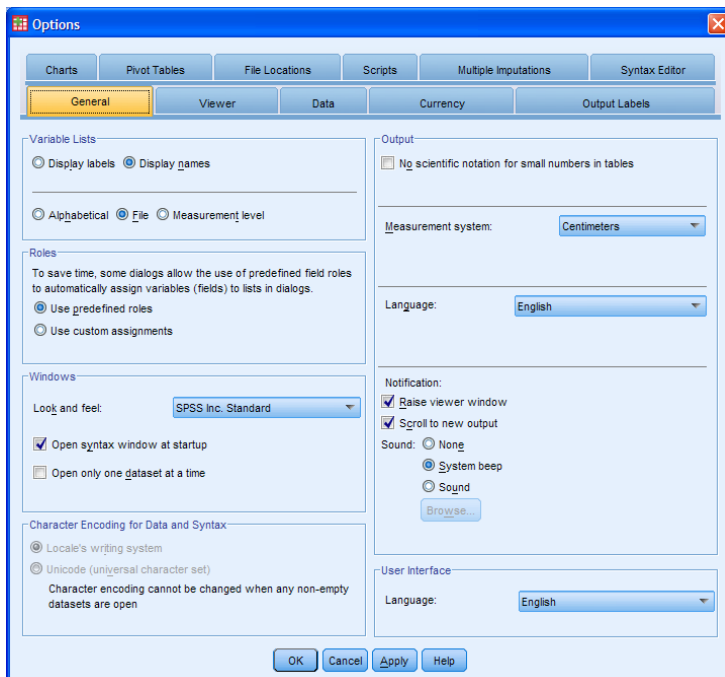 Options
Charts
Pivot Tables
File Locations
Scripts
Multiple Imputations
Syntax Editor
General
Viewer
Data
Currency
Output Labels
Variable Lists
Display labels
Display names
Alphabetical
File
Measurement level
Roles
To save time, some dialogs allow the use of predefined field roles
to automatically assign variables (fields) to lists in dialogs.
Use predefined roles
Use custom assignments
Windows
Look and feel:
SPSS Inc. Standard
Open syntax window at startup
Open only one dataset at a time
Character Encoding for Data and Syntax
Locale's writing system
Unicode (universal character set)
Character encoding cannot be changed when any non-empty
datasets are open
Output
No scientific notation for small numbers in tables
Measurement system:
Centimeters
Language:
English
Notification:
Raise viewer window
Scroll to new output
Sound:
None
System beep
Sound
Browse...
User Interface
Language:
English
OK
Cancel
Apply
Help